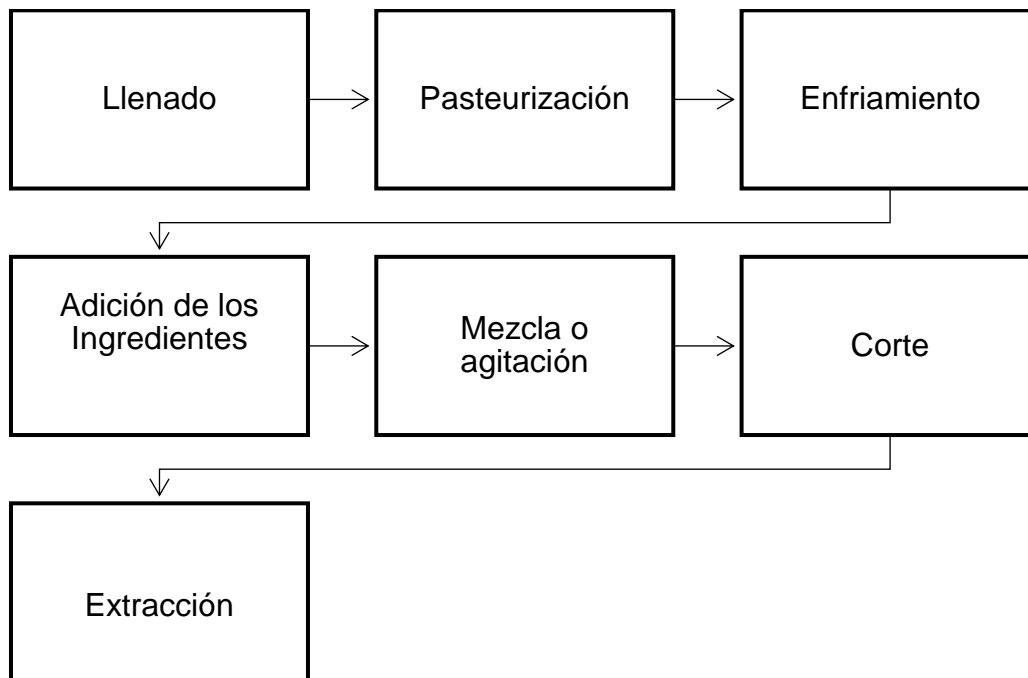 Llenado
Pasteurización
Enfriamiento
Adición de los
Ingredientes
Mezcla o
agitación
Corte
Extracción